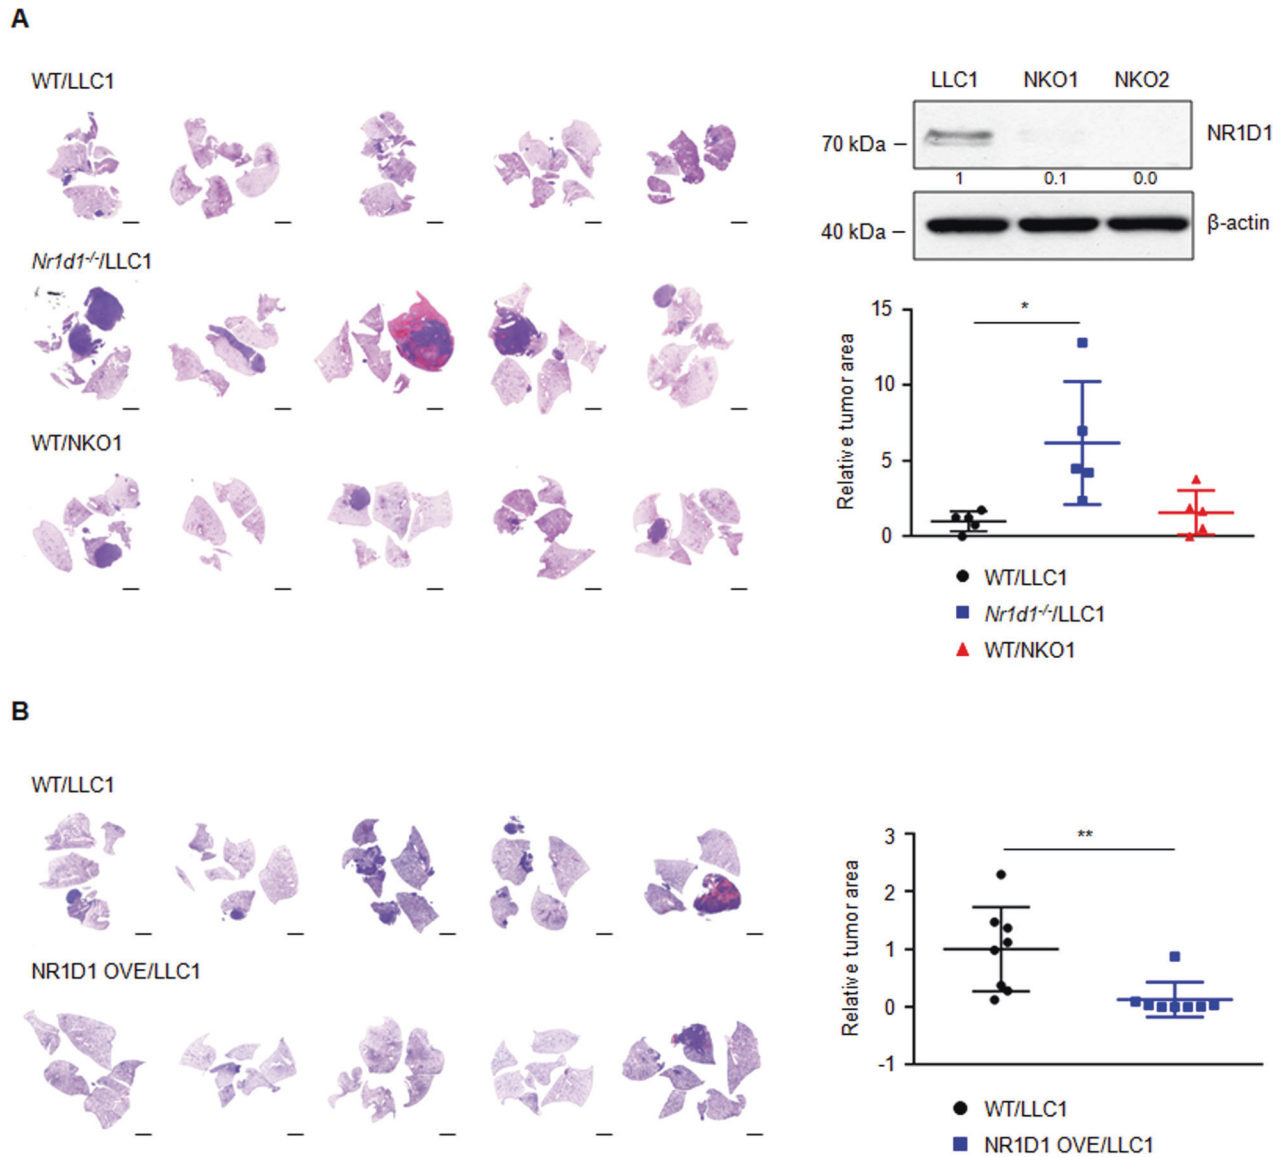 A
WT/LLC1
Nr1d1-/-/LLC1
WT/NKO1
LLC1 NKO1 NKO2
70 kDa
NR1D1
1 0.1 0.0
40 kDa
β-actin
15
10
5
0
Relative tumor area
*
WT/LLC1
Nr1d1-/-/LLC1
WT/NKO1
B
WT/LLC1
NR1D1 OVE/LLC1
3
2
1
0
-1
Relative tumor area
**
WT/LLC1
NR1D1 OVE/LLC1